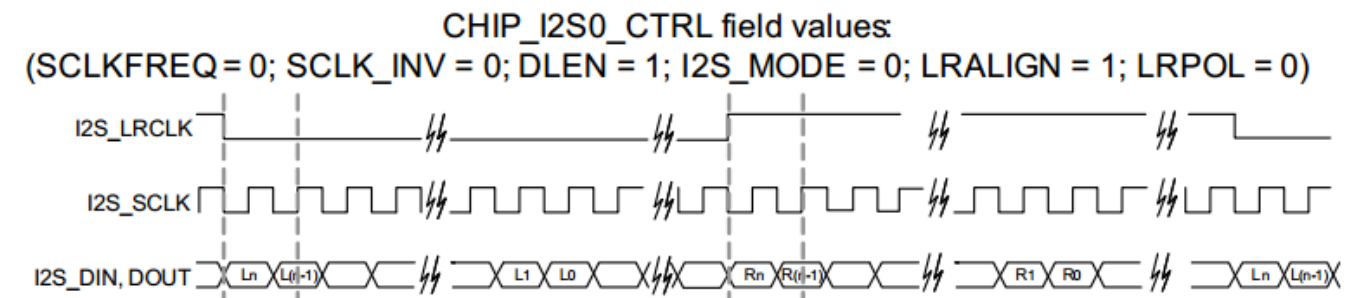 CHIP_I2S0_CTRL field values:
(SCLKFREQ = 0; SCLK_INV = 0; DLEN = 1; I2S_MODE = 0; LRALIGN = 1; LRPOL = 0)
I2S_LRCLK
I2S_SCLK
I2S_DIN, DOUT Ln L(n-1) L1 L0 Rn R(n-1) R1 R0 Ln L(n-1)